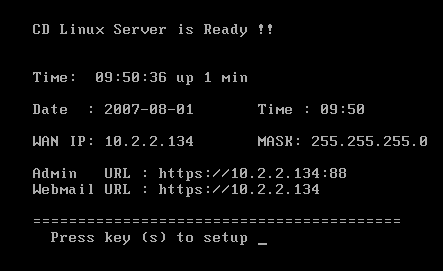 CD Linux Server is Ready !!
Time:  09:50:36 up 1 min
Date  : 2007-08-01       Time : 09:50
WAN IP: 10.2.2.134       MASK: 255.255.255.0
Admin   URL : https://10.2.2.134:88
Webmail URL : https://10.2.2.134
=========================================
Press key (s) to setup _